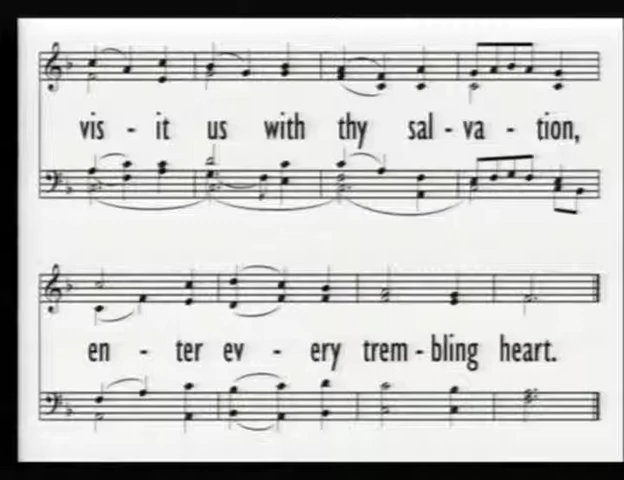 vis - it us with thy sal - va - tion,
en - ter ev - ery trem - bling heart.